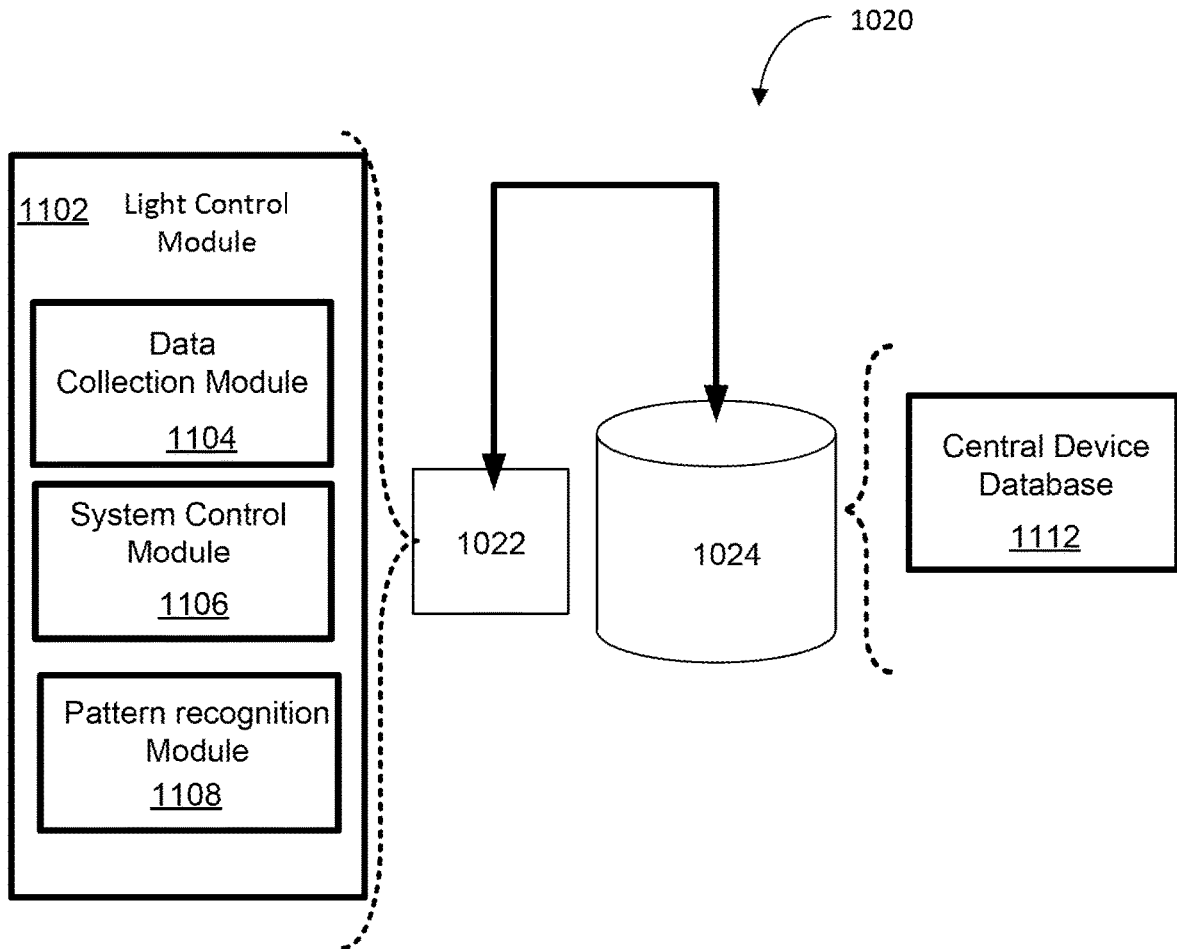 1020
1102 Light Control
Module
Data
Collection Module
1104
System Control
Module
1106
Pattern recognition
Module
1108
1022
1024
Central Device
Database
1112